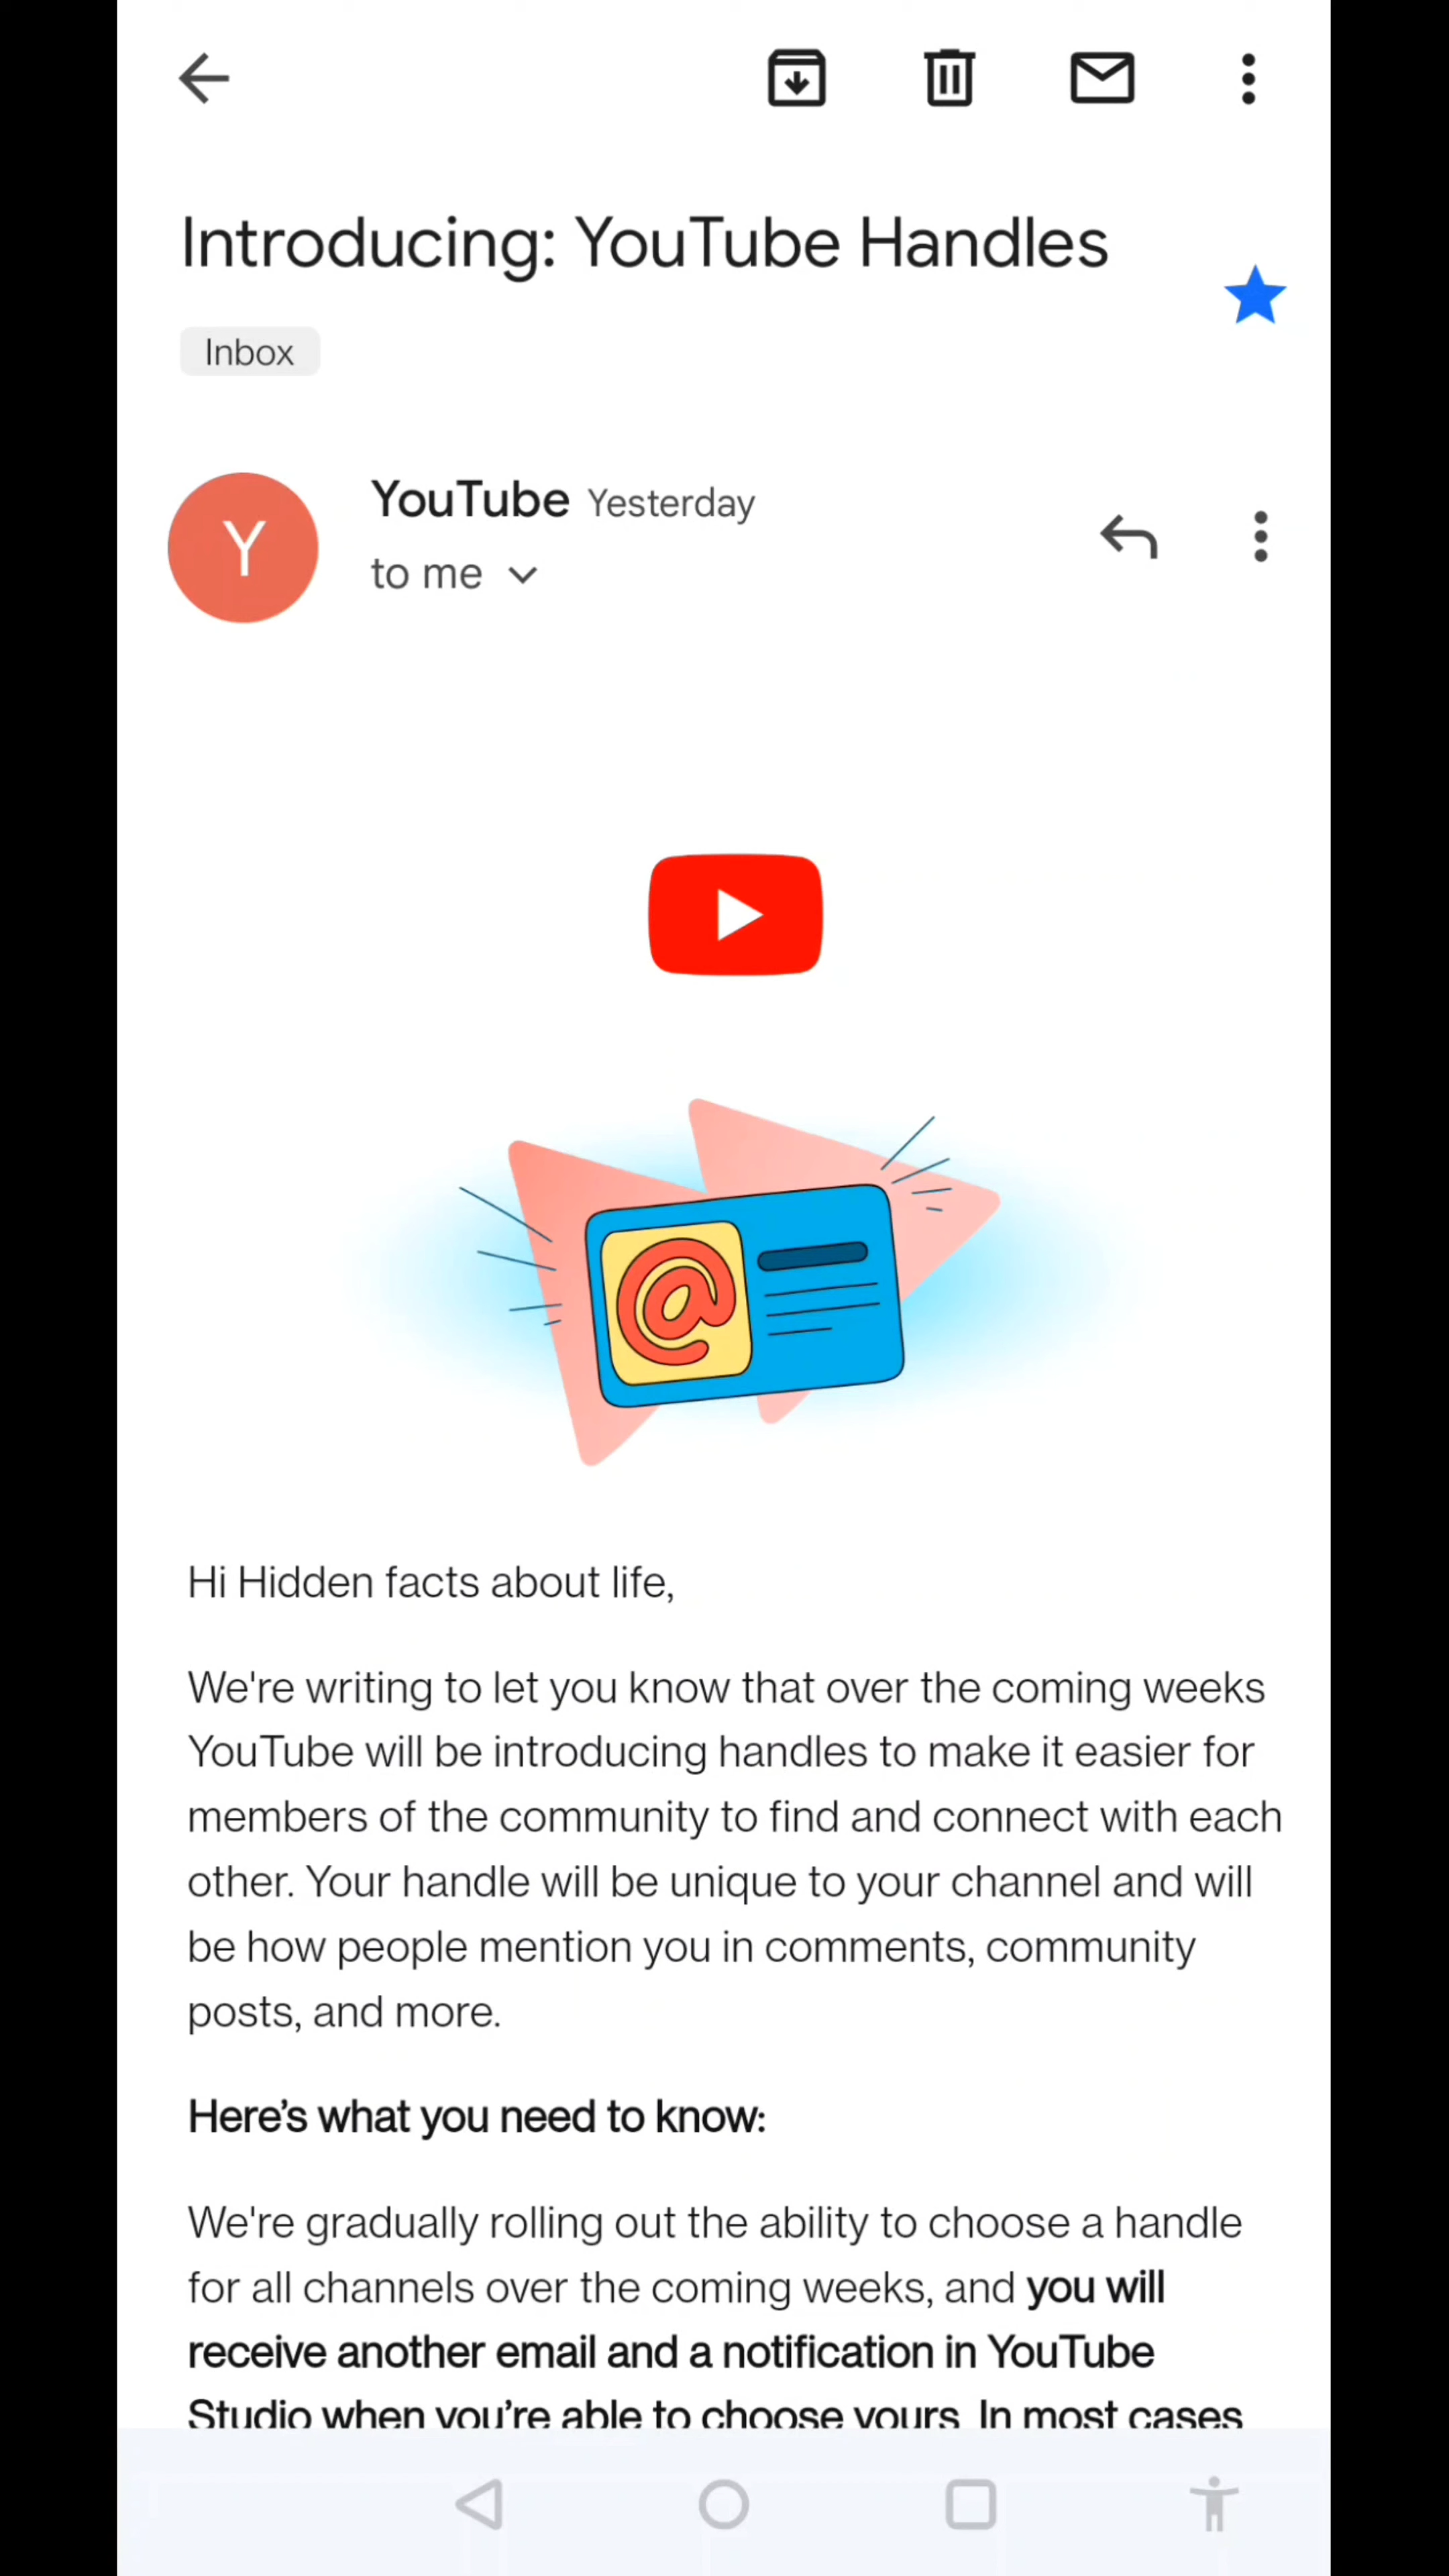 Introducing: YouTube Handles
Inbox
Y
YouTube Yesterday
to me
@
Hi Hidden facts about life,
We're writing to let you know that over the coming weeks
YouTube will be introducing handles to make it easier for
members of the community to find and connect with each
other. Your handle will be unique to your channel and will
be how people mention you in comments, community
posts, and more.
Here’s what you need to know:
We're gradually rolling out the ability to choose a handle
for all channels over the coming weeks, and you will
receive another email and a notification in YouTube
Studio when you’re able to choose yours. In most cases